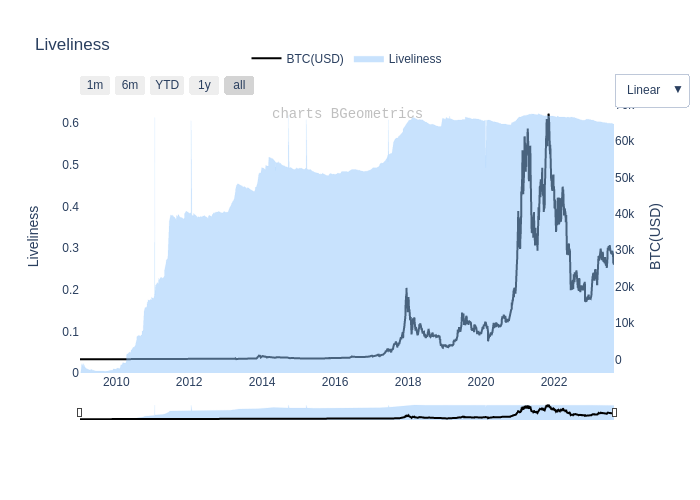 Liveliness
BTC(USD)
Liveliness
1m 6m YTD 1y all
Linear ▼
charts BGeometrics
0.6
0.5
0.4
0.3
0.2
0.1
0
Liveliness
60k
50k
40k
30k
20k
10k
0
BTC(USD)
2010 2012 2014 2016 2018 2020 2022